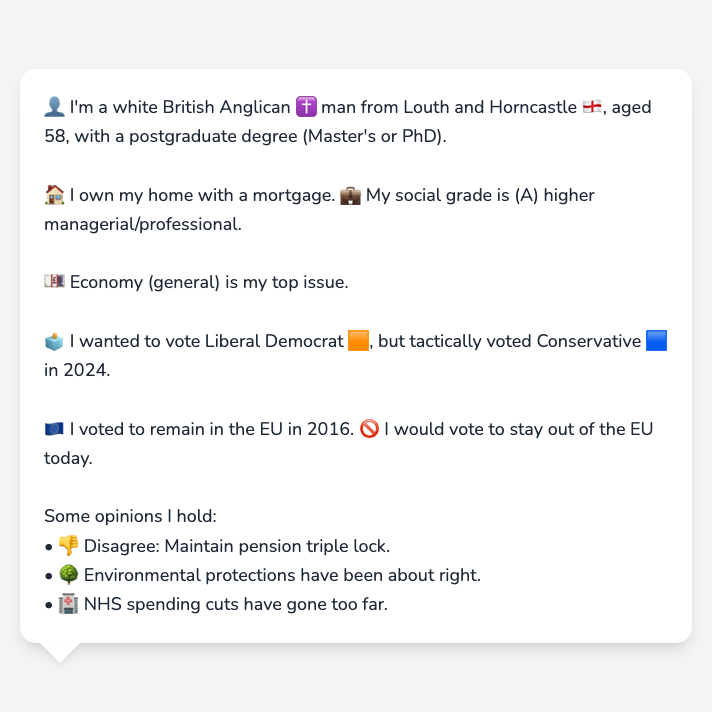 👤 I'm a white British Anglican ✝️ man from Louth and Horncastle 🏴󠁧󠁢󠁥󠁮󠁧󠁿, aged
58, with a postgraduate degree (Master's or PhD).
🏠 I own my home with a mortgage. 💼 My social grade is (A) higher
managerial/professional.
💷 Economy (general) is my top issue.
🗳️ I wanted to vote Liberal Democrat 🟧, but tactically voted Conservative 🟦
in 2024.
🇪🇺 I voted to remain in the EU in 2016. 🚫 I would vote to stay out of the EU
today.
Some opinions I hold:
• 👎 Disagree: Maintain pension triple lock.
• 🌳 Environmental protections have been about right.
• 🏥 NHS spending cuts have gone too far.